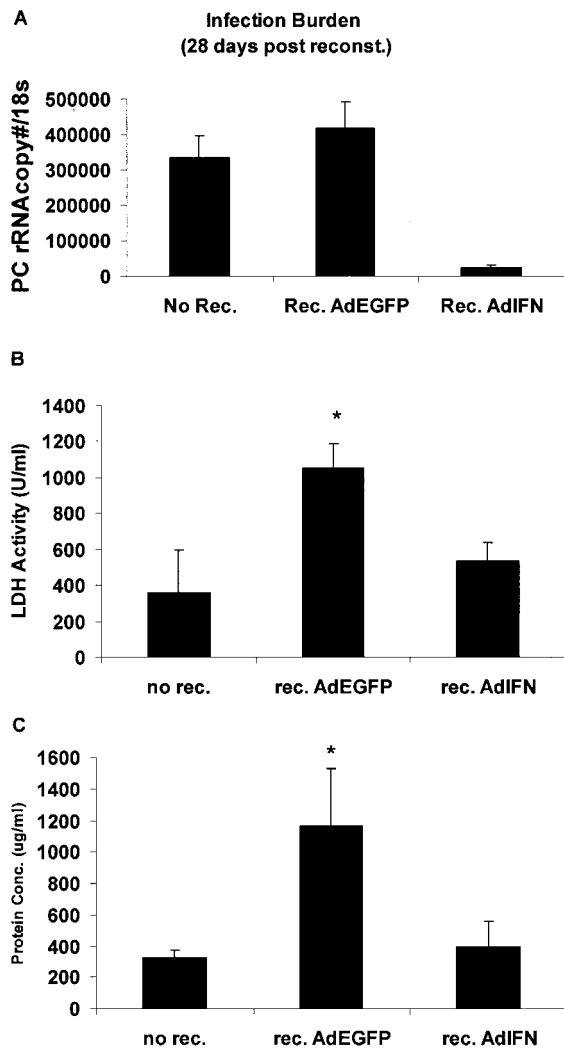 A
Infection Burden
(28 days post reconst.)
PC rRNAcopy#/18s
500000
400000
300000
200000
100000
0
No Rec.
Rec. AdEGFP
Rec. AdIFN
B
LDH Activity (U/ml)
1400
1200
1000
800
600
400
200
0
*
no rec.
rec. AdEGFP
rec. AdIFN
C
Protein Conc. (ug/ml)
1600
1400
1200
1000
800
600
400
200
0
*
no rec.
rec. AdEGFP
rec. AdIFN